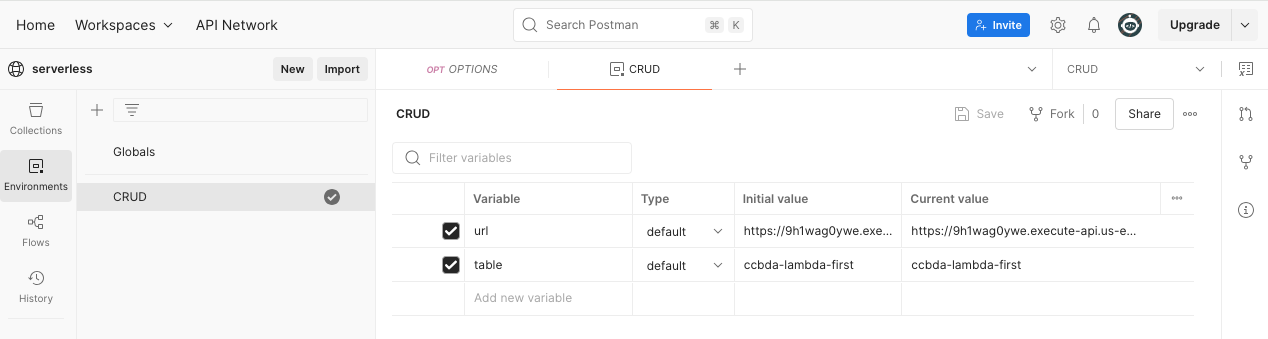 Home Workspaces API Network Search Postman ⌘ K Invite Upgrade
serverless New Import OPT OPTIONS CRUD CRUD
Collections
Environments
Flows
History
Globals
CRUD
CRUD Save Fork 0 Share
Filter variables
Variable Type Initial value Current value
url default https://9h1wag0ywe.exe... https://9h1wag0ywe.execute-api.us-e...
table default ccbda-lambda-first ccbda-lambda-first
Add new variable